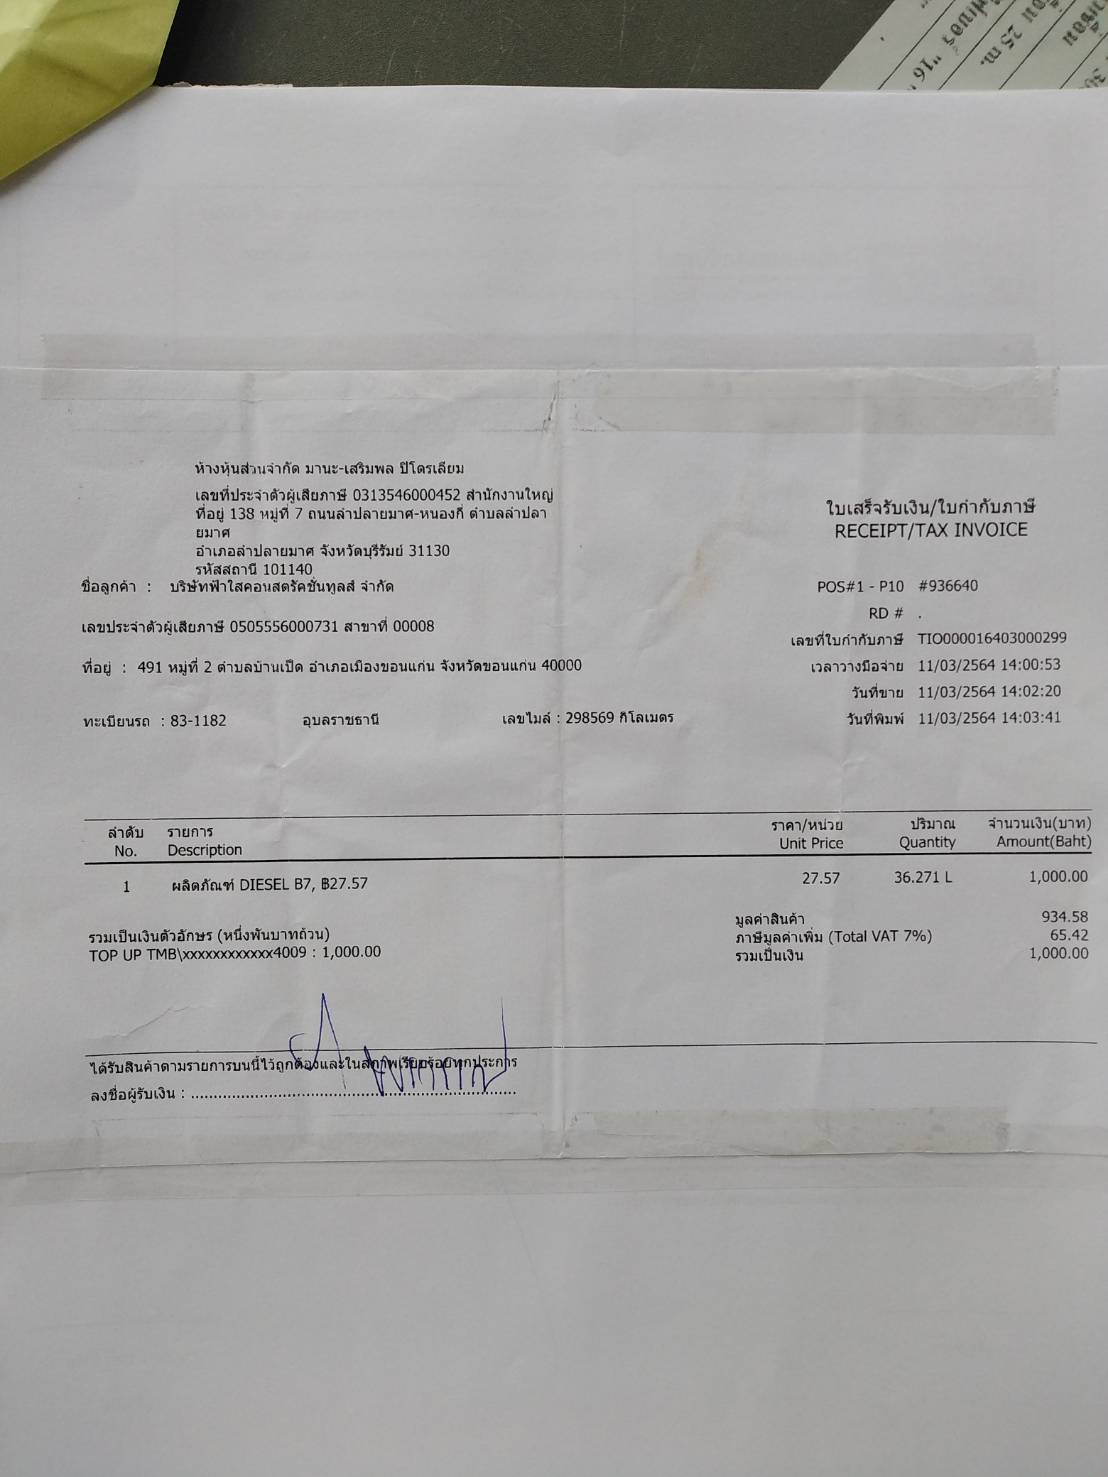 ห้างหุ้นส่วนจำกัด มานะ-เสริมพล ปิโตรเลียม
เลขที่ประจำตัวผู้เสียภาษี 0313546000452 สำนักงานใหญ่
ที่อยู่ 138 หมู่ที่ 7 ถนนลำปลายมาศ-หนองกี่ ตำบลลำปลา
ยมาศ
อำเภอลำปลายมาศ จังหวัดบุรีรัมย์ 31130
รหัสสถานี 101140
ใบเสร็จรับเงิน/ใบกำกับภาษี
RECEIPT/TAX INVOICE
ชื่อลูกค้า : บริษัทฟ้าใสคอนสตรัคชั่นทูลส์ จำกัด
POS#1 - P10 #936640
RD # .
เลขประจำตัวผู้เสียภาษี 0505556000731 สาขาที่ 00008
เลขที่ใบกำกับภาษี TIO000016403000299
ที่อยู่ : 491 หมู่ที่ 2 ตำบลบ้านเป็ด อำเภอเมืองขอนแก่น จังหวัดขอนแก่น 40000
เวลาวางมือจ่าย 11/03/2564 14:00:53
วันที่ขาย 11/03/2564 14:02:20
ทะเบียนรถ : 83-1182 อุบลราชธานี เลขไมล์ : 298569 กิโลเมตร
วันที่พิมพ์ 11/03/2564 14:03:41
ลำดับ รายการ ราคา/หน่วย ปริมาณ จำนวนเงิน(บาท)
No. Description Unit Price Quantity Amount(Baht)
1 ผลิตภัณฑ์ DIESEL B7, ฿27.57 27.57 36.271 L 1,000.00
มูลค่าสินค้า 934.58
รวมเป็นเงินตัวอักษร (หนึ่งพันบาทถ้วน)
ภาษีมูลค่าเพิ่ม (Total VAT 7%) 65.42
TOP UP TMB\xxxxxxxxxxxx4009 : 1,000.00
รวมเป็นเงิน 1,000.00
ได้รับสินค้าตามรายการบนนี้ไว้ถูกต้องและในสภาพเรียบร้อยทุกประการ
ลงชื่อผู้รับเงิน : ............................................................
25 m.